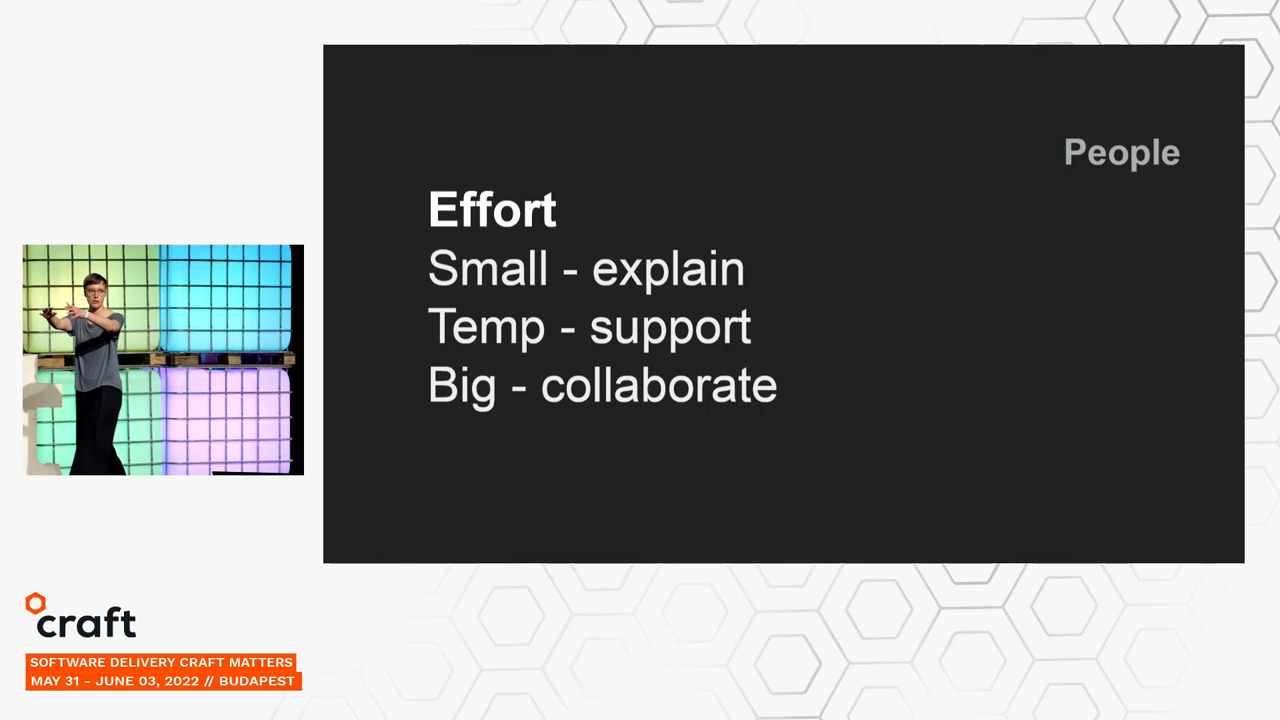 People
Effort
Small - explain
Temp - support
Big - collaborate
craft
SOFTWARE DELIVERY CRAFT MATTERS
MAY 31 - JUNE 03, 2022 // BUDAPEST